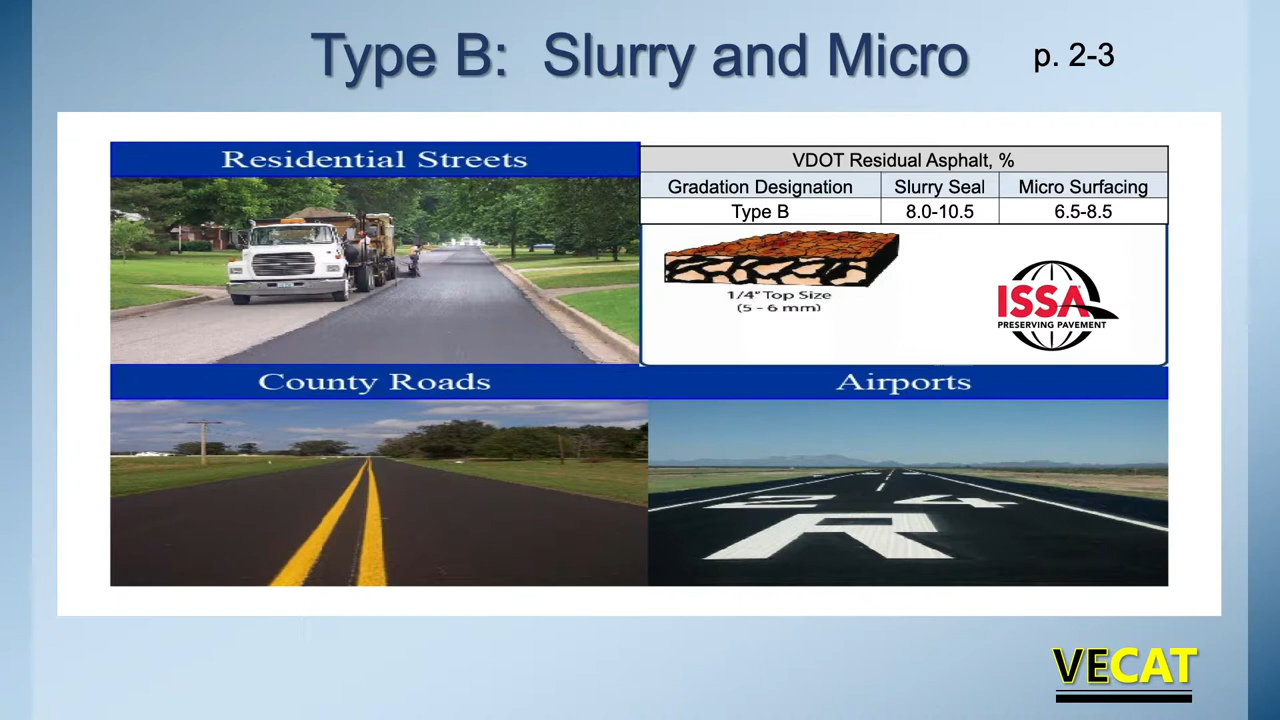 Type B: Slurry and Micro
p. 2-3
Residential Streets
VDOT Residual Asphalt, %
Gradation Designation Slurry Seal Micro Surfacing
Type B 8.0-10.5 6.5-8.5
1/4" Top Size
(5 - 6 mm)
ISSA
PRESERVING PAVEMENT
County Roads
Airports
24
R
VECAT